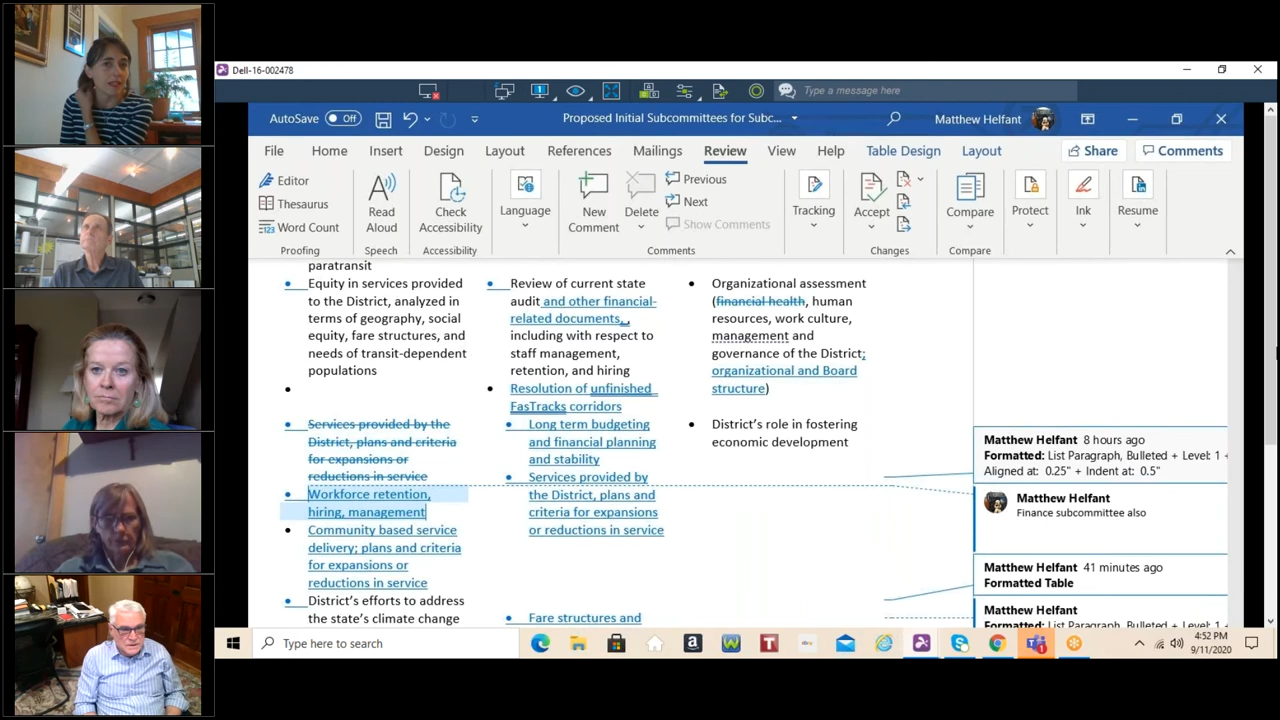 Dell-16-002478
Type a message here
AutoSave Off
Proposed Initial Subcommittees for Subc...
Matthew Helfant
File Home Insert Design Layout References Mailings Review View Help Table Design Layout
Share Comments
Editor
Thesaurus
Word Count
Proofing
Read Aloud
Speech
Check Accessibility
Accessibility
Language
New Comment
Delete
Previous
Next
Show Comments
Comments
Tracking
Accept
Changes
Compare
Compare
Protect
Ink
Resume
Resume
paratransit
Equity in services provided
to the District, analyzed in
terms of geography, social
equity, fare structures, and
needs of transit-dependent
populations
Services provided by the
District, plans and criteria
for expansions or
reductions in service
Workforce retention,
hiring, management
Community based service
delivery; plans and criteria
for expansions or
reductions in service
District's efforts to address
the state's climate change
Review of current state
audit and other financial-
related documents, ,
including with respect to
staff management,
retention, and hiring
Resolution of unfinished
FasTracks corridors
Long term budgeting
and financial planning
and stability
Services provided by
the District, plans and
criteria for expansions
or reductions in service
Fare structures and
Organizational assessment
(financial health, human
resources, work culture,
management and
governance of the District;
organizational and Board
structure)
District's role in fostering
economic development
Matthew Helfant 8 hours ago
Formatted: List Paragraph, Bulleted + Level: 1 +
Aligned at: 0.25" + Indent at: 0.5"
Matthew Helfant
Finance subcommittee also
Matthew Helfant 41 minutes ago
Formatted Table
Matthew Helfant
Formatted: List Paragraph, Bulleted + Level: 1 +
Type here to search
4:52 PM
9/11/2020